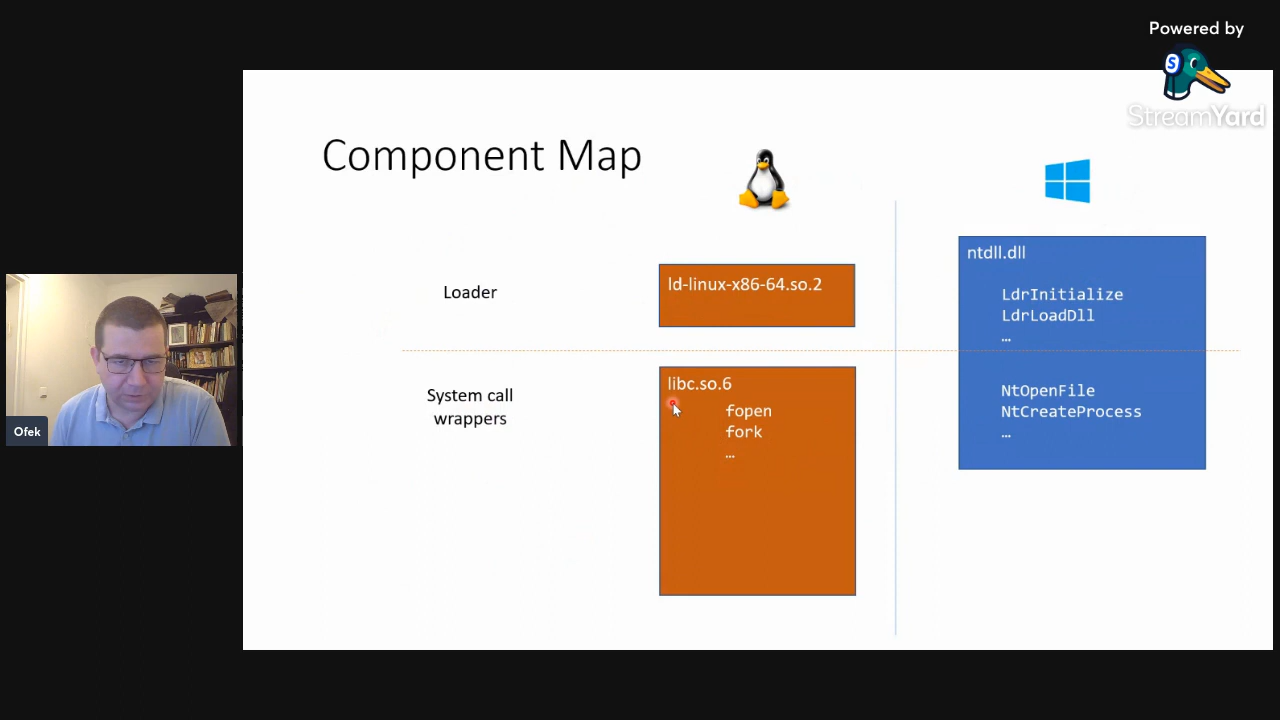 Powered by
StreamYard
Component Map
Loader
ld-linux-x86-64.so.2
ntdll.dll
LdrInitialize
LdrLoadDll
…
System call
wrappers
libc.so.6
fopen
fork
…
NtOpenFile
NtCreateProcess
…
Ofek